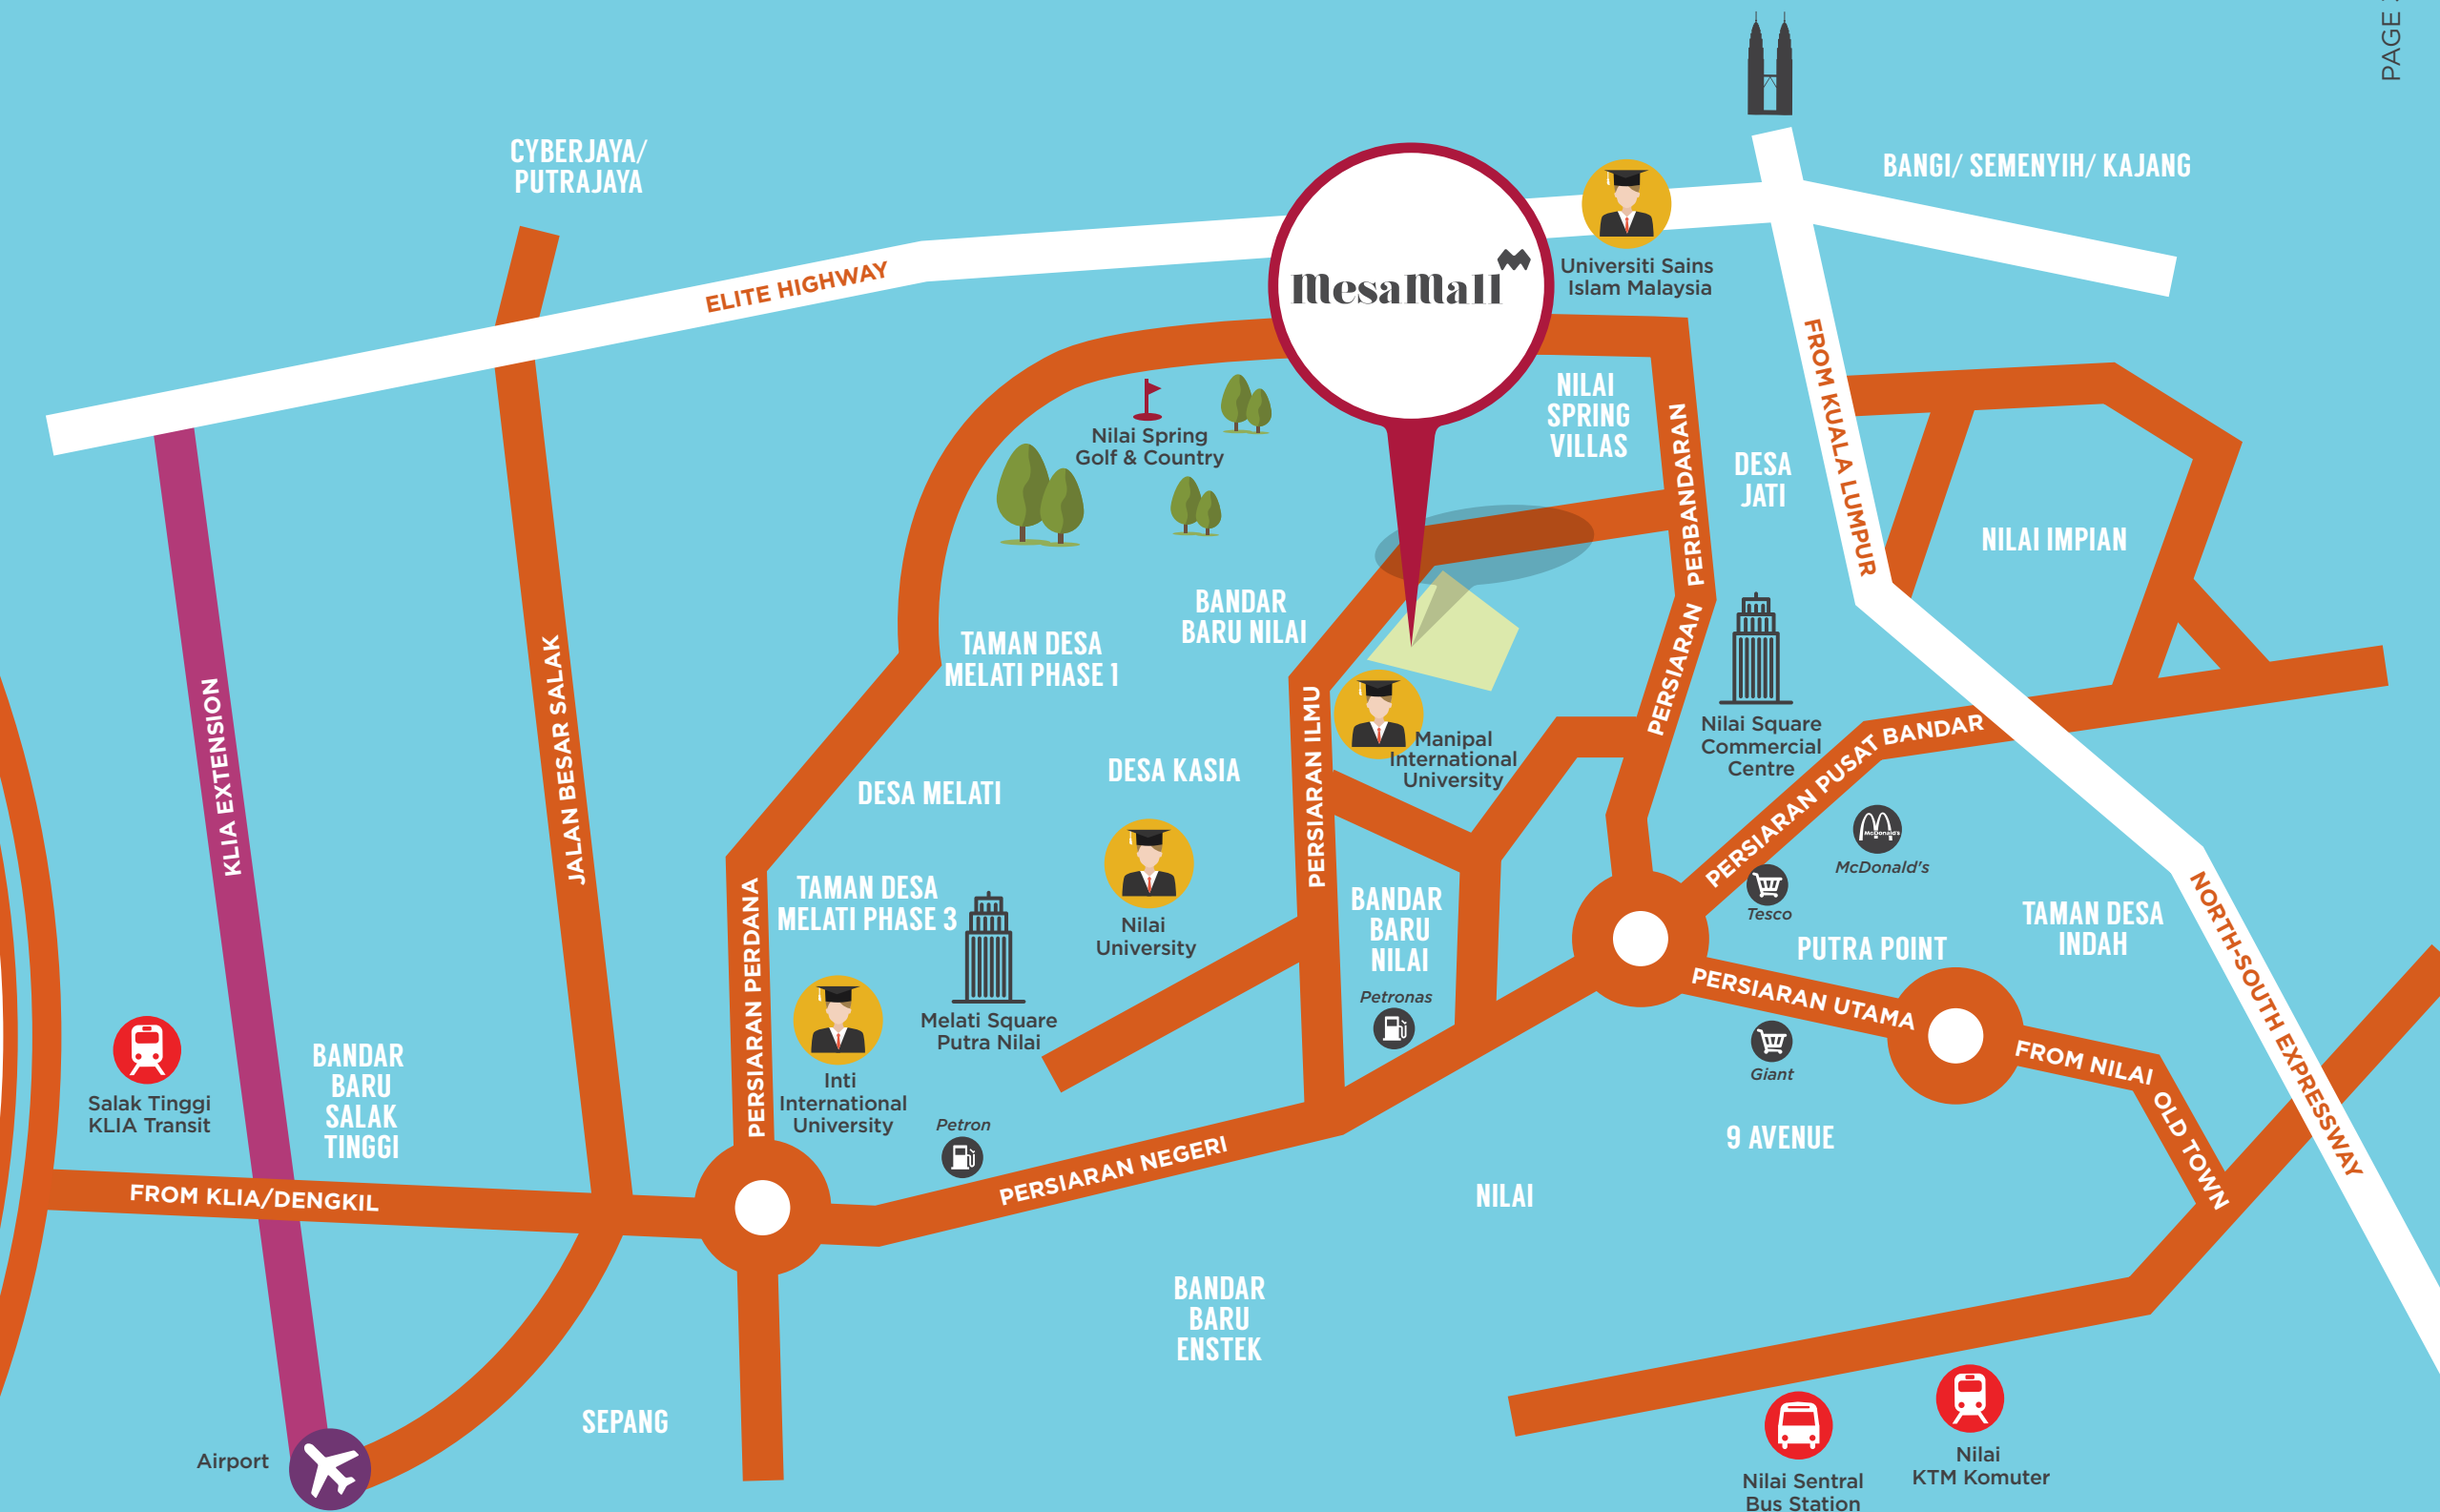 PAGE
CYBERJAYA/
PUTRAJAYA
BANGI/ SEMENYIH/ KAJANG
ELITE HIGHWAY
MesaMall
Universiti Sains
Islam Malaysia
FROM KUALA LUMPUR
NILAI
SPRING
VILLAS
Nilai Spring
Golf & Country
PERSIARAN PERBANDARAN
DESA
JATI
NILAI IMPIAN
BANDAR
BARU NILAI
TAMAN DESA
MELATI PHASE 1
KLIA EXTENSION
JALAN BESAR SALAK
PERSIARAN ILMU
Manipal
International
University
Nilai Square
Commercial
Centre
PERSIARAN PUSAT BANDAR
DESA KASIA
DESA MELATI
McDonald's
McDonald's
Tesco
TAMAN DESA
MELATI PHASE 3
PERSIARAN PERDANA
Nilai
University
BANDAR
BARU
NILAI
Petronas
TAMAN DESA
INDAH
PUTRA POINT
NORTH-SOUTH EXPRESSWAY
PERSIARAN UTAMA
Giant
FROM NILAI OLD TOWN
Melati Square
Putra Nilai
Inti
International
University
Petron
Salak Tinggi
KLIA Transit
BANDAR
BARU
SALAK
TINGGI
FROM KLIA/DENGKIL
PERSIARAN NEGERI
9 AVENUE
NILAI
BANDAR
BARU
ENSTEK
SEPANG
Airport
Nilai Sentral
Bus Station
Nilai
KTM Komuter